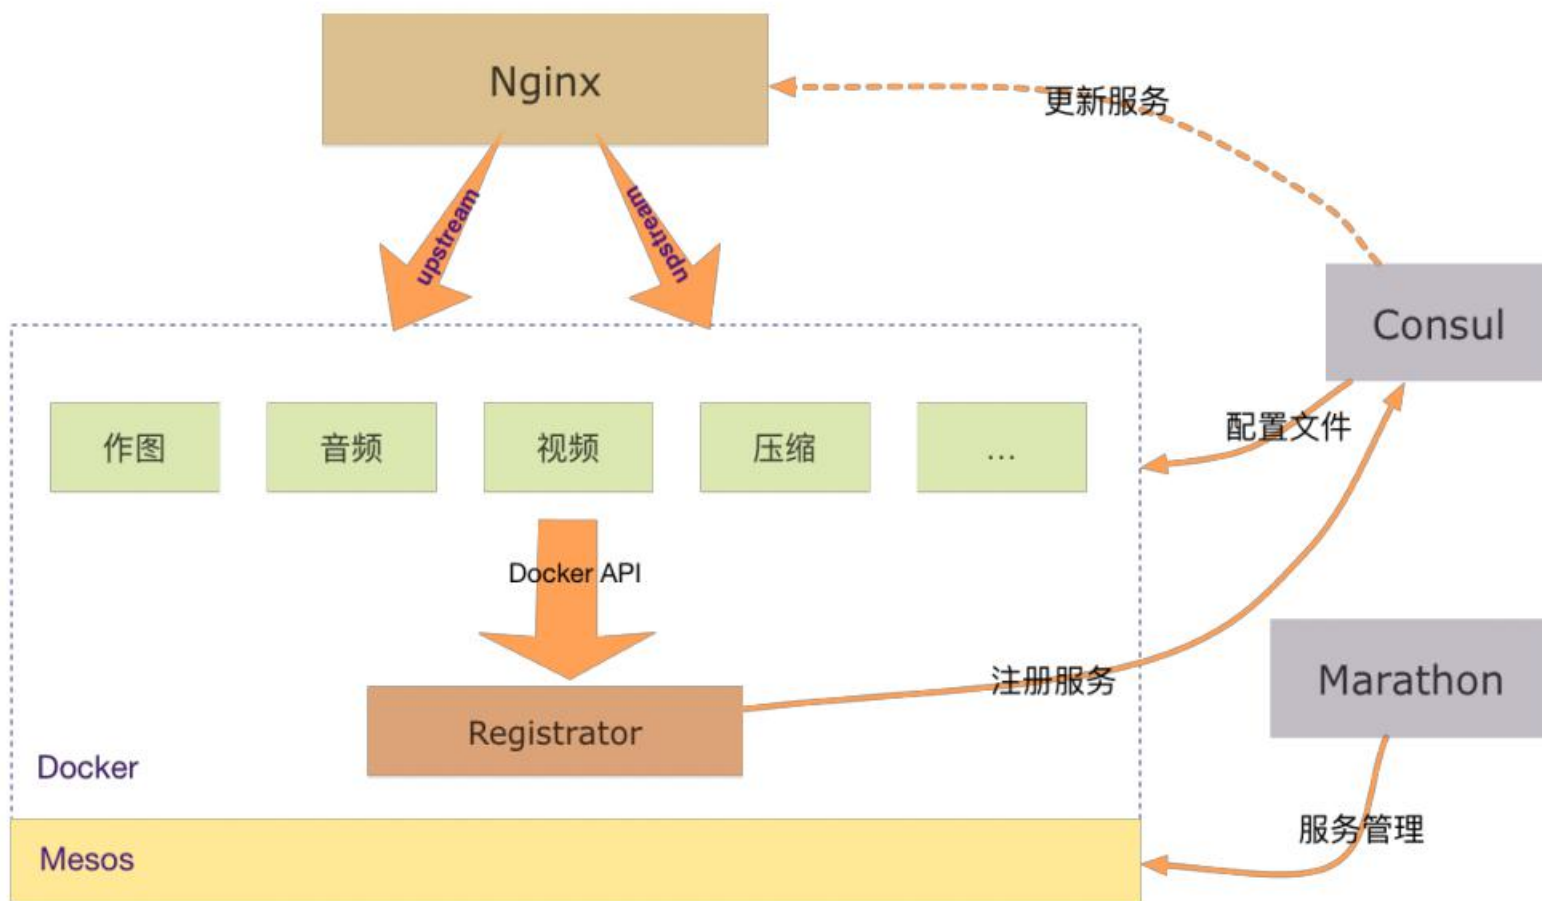 Nginx
更新服务
upstream
upstream
Consul
配置文件
作图
音频
视频
压缩
...
Docker API
注册服务
Marathon
Registrator
Docker
服务管理
Mesos